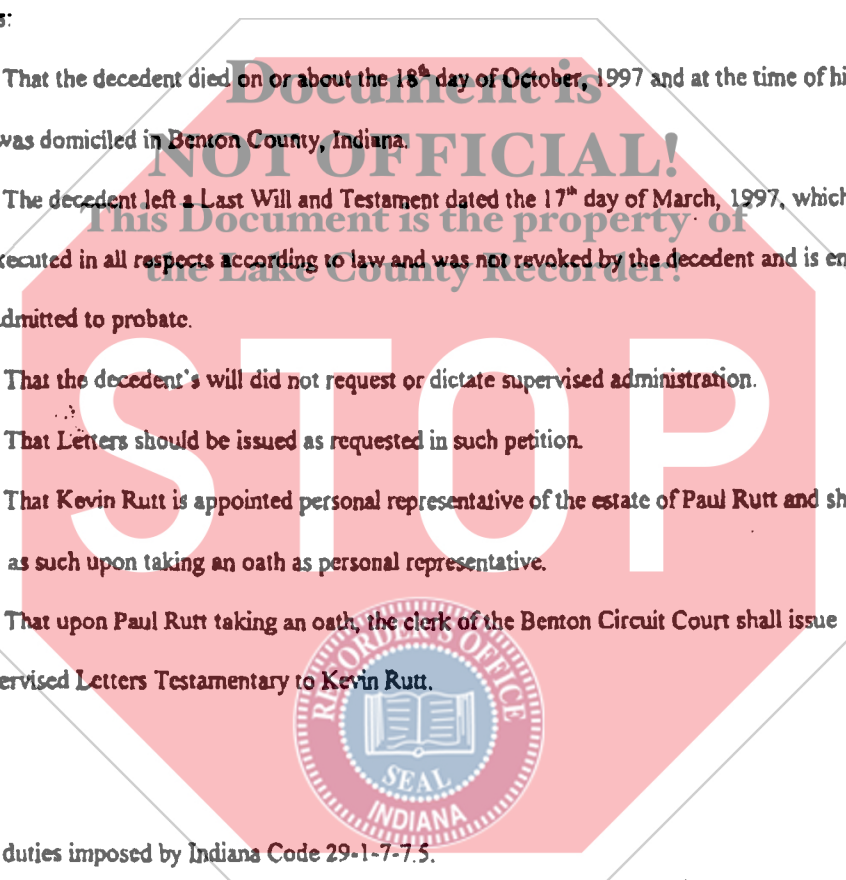 s:
That the decedent died on or about the 18th day of October, 1997 and at the time of hi
Document is
was domiciled in Benton County, Indiana.
NOT OFFICIAL!
The decedent left a Last Will and Testament dated the 17th day of March, 1997, which
This Document is the property of
xecuted in all respects according to law and was not revoked by the decedent and is en
the Lake County Recorder!
dmitted to probate.
That the decedent's will did not request or dictate supervised administration.
STOP
That Letters should be issued as requested in such petition.
That Kevin Rutt is appointed personal representative of the estate of Paul Rutt and sh
as such upon taking an oath as personal representative.
That upon Paul Rutt taking an oath, the clerk of the Benton Circuit Court shall issue
ervised Letters Testamentary to Kevin Rutt.
RECORDER'S OFFICE
SEAL
INDIANA
duties imposed by Indiana Code 29-1-7-7.5.